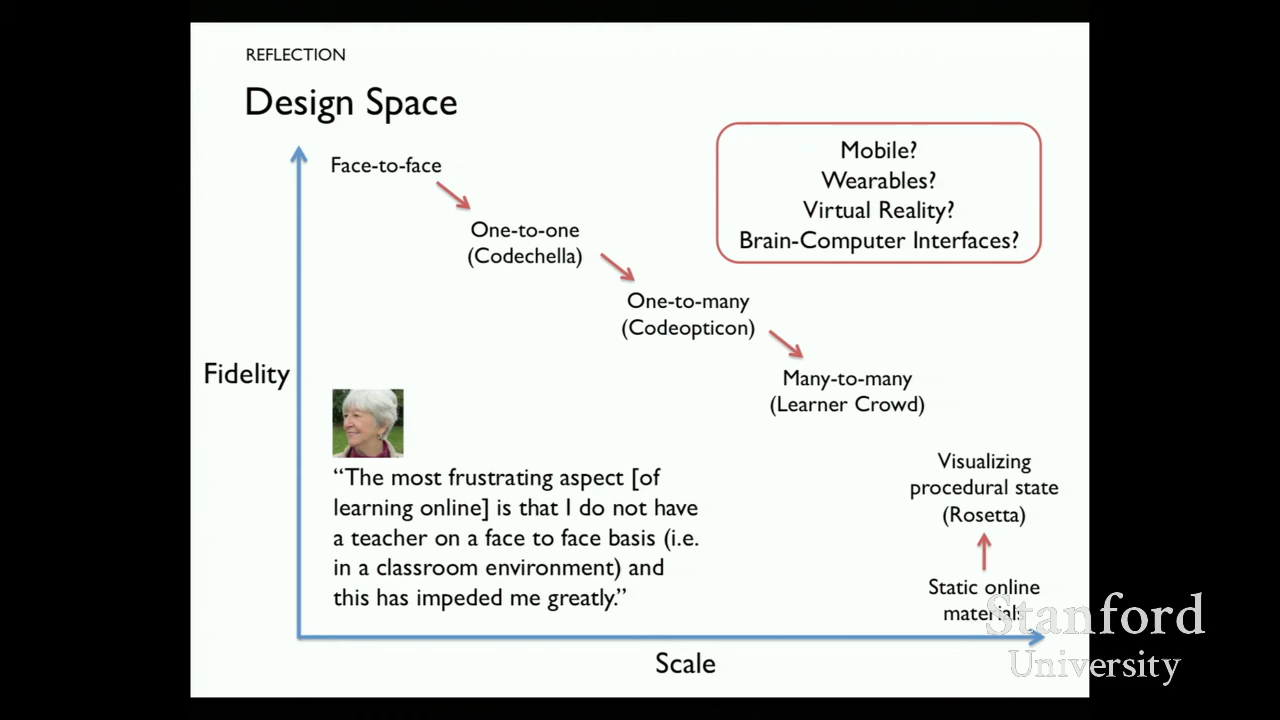 REFLECTION
Design Space
Face-to-face
Mobile?
Wearables?
Virtual Reality?
Brain-Computer Interfaces?
One-to-one
(Codechella)
One-to-many
(Codeopticon)
Fidelity
Many-to-many
(Learner Crowd)
“The most frustrating aspect [of
learning online] is that I do not have
a teacher on a face to face basis (i.e.
in a classroom environment) and
this has impeded me greatly.”
Visualizing
procedural state
(Rosetta)
Static online
materials
Scale
Stanford
University